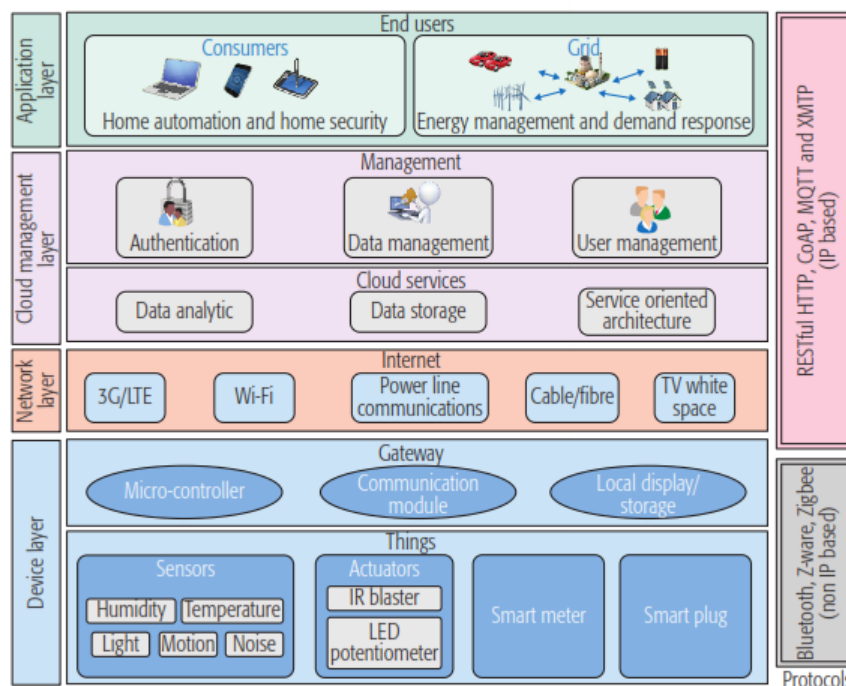 Application
layer
End users
Consumers
Home automation and home security
Grid
Energy management and demand response
Cloud management
layer
Management
Authentication
Data management
User management
Cloud services
Data analytic
Data storage
Service oriented
architecture
Network
layer
Internet
3G/LTE
Wi-Fi
Power line
communications
Cable/fibre
TV white
space
Device layer
Gateway
Micro-controller
Communication
module
Local display/
storage
Things
Sensors
Humidity
Temperature
Light
Motion
Noise
Actuators
IR blaster
LED
potentiometer
Smart meter
Smart plug
RESTful HTTP, CoAP, MQTT and XMTP
(IP based)
Bluetooth, Z-ware, Zigbee
(non IP based)
Protocols